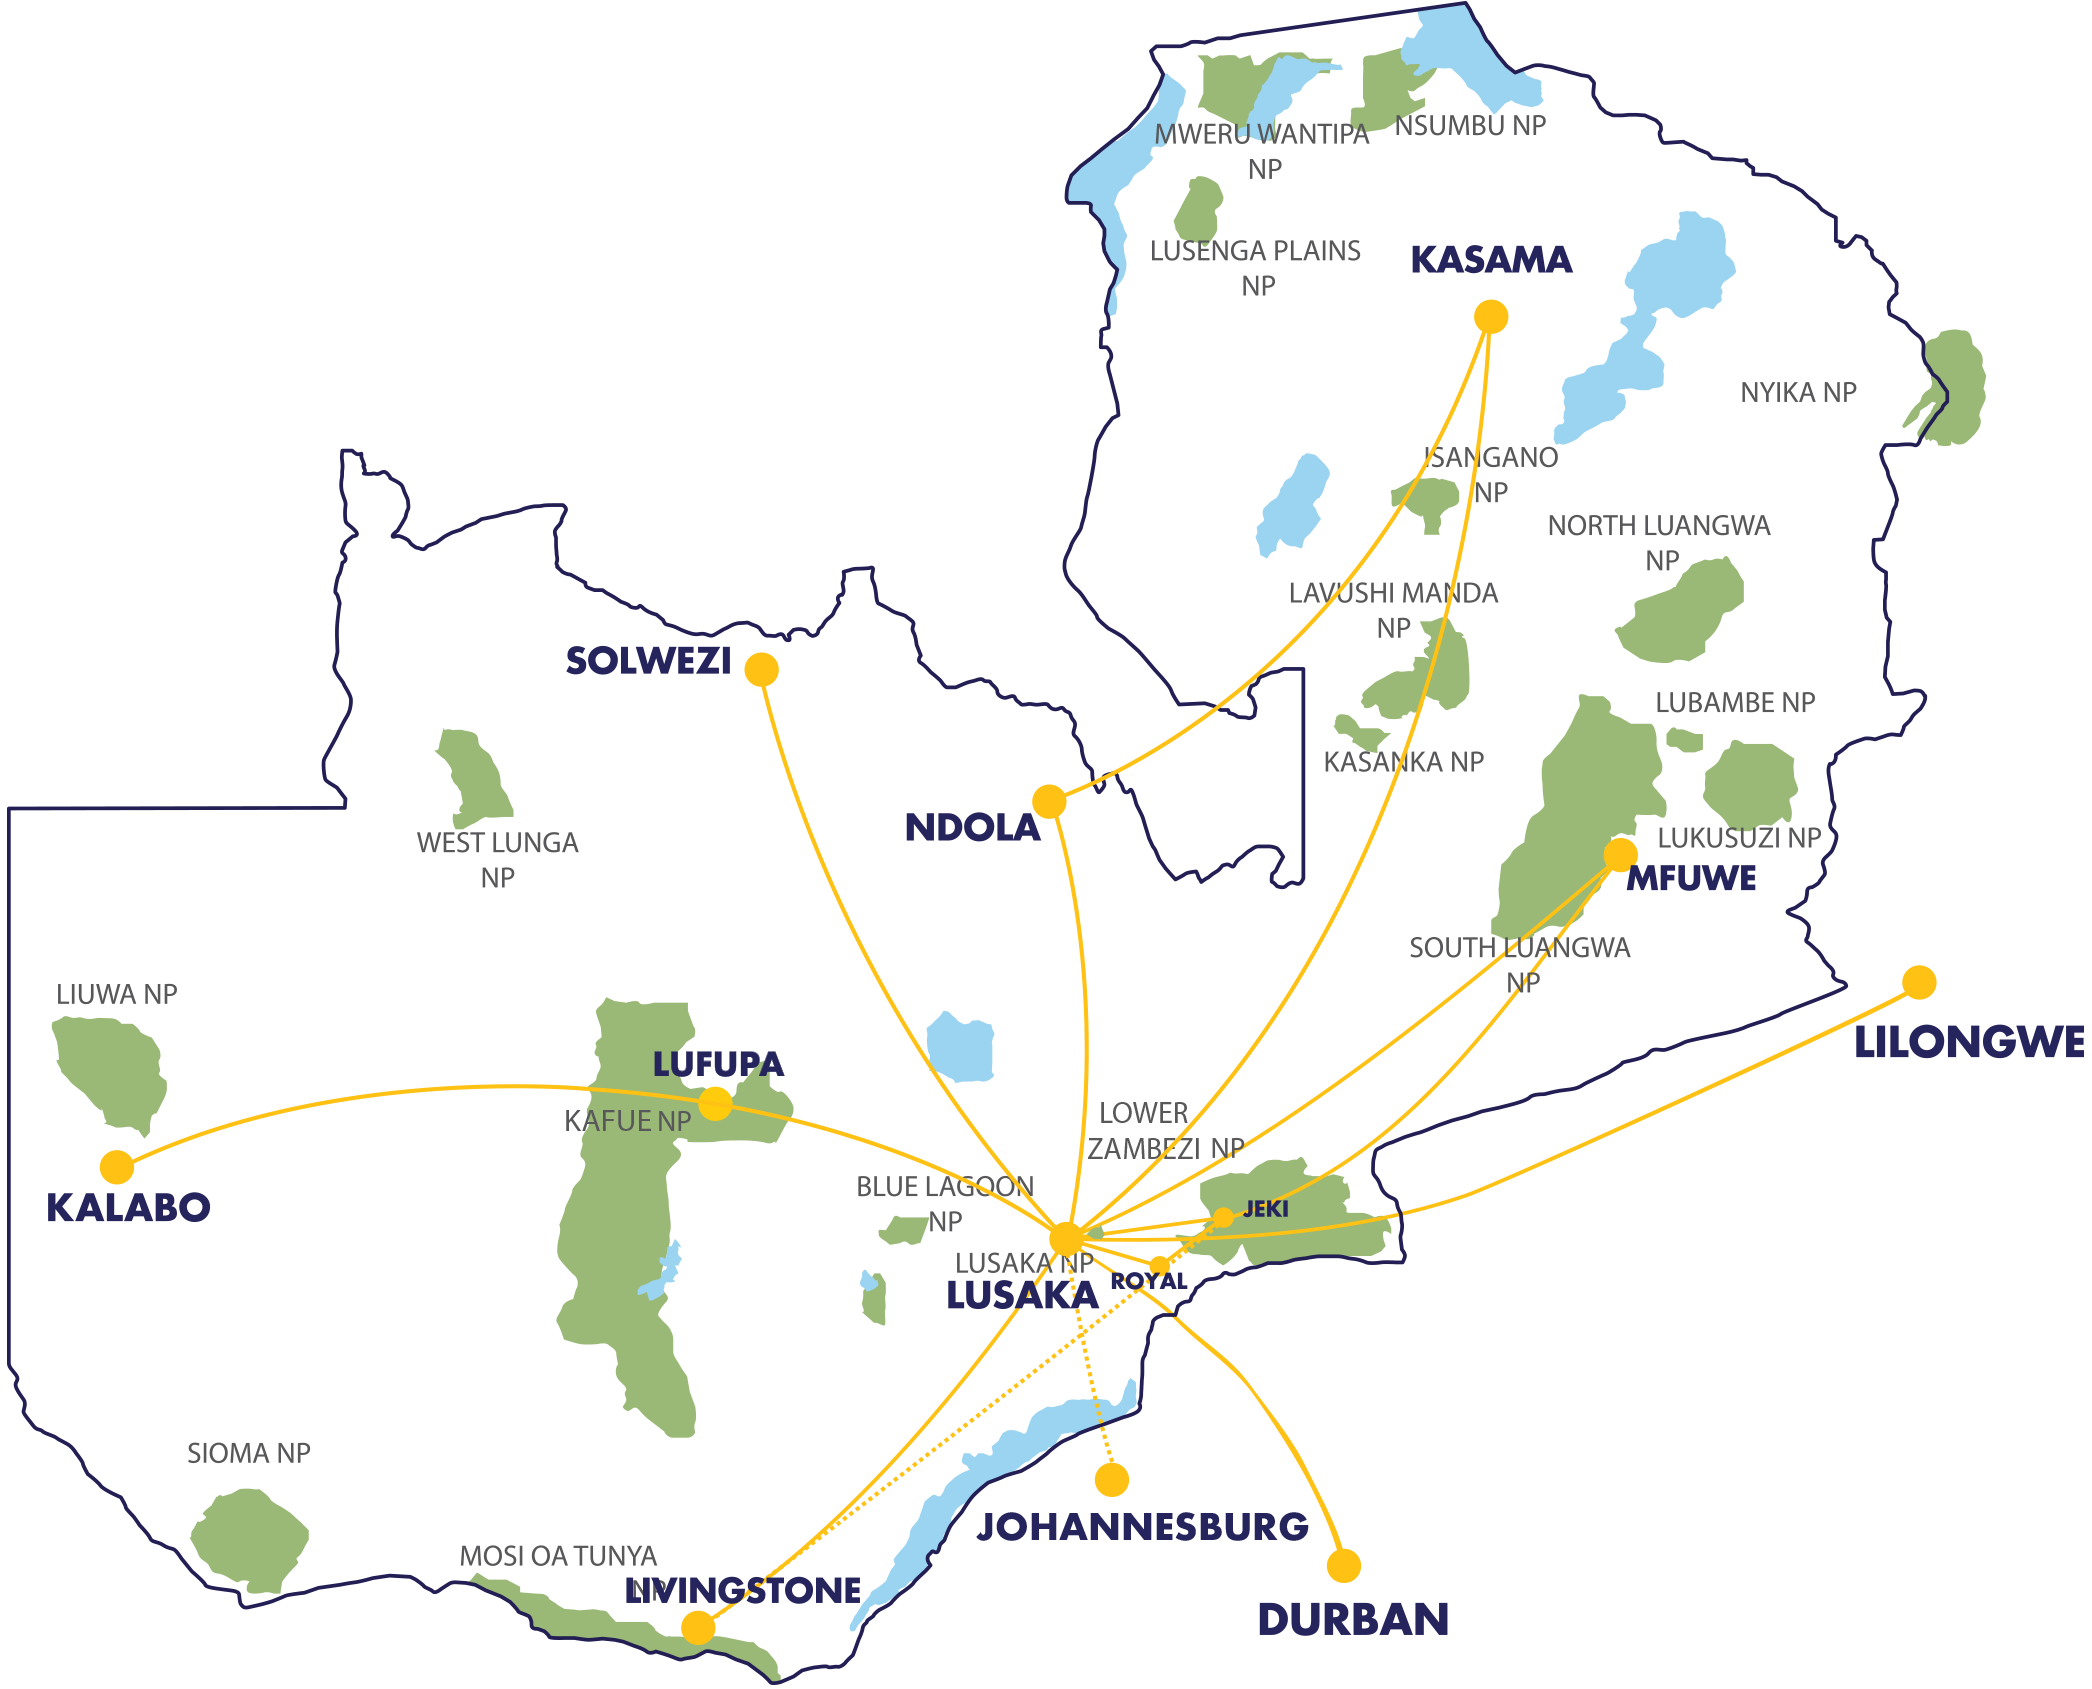 MWERU WANTIPA
NP
NSUMBU NP
LUSENGA PLAINS
NP
KASAMA
NYIKA NP
ISANGANO
NP
NORTH LUANGWA
NP
LAVUSHI MANDA
NP
SOLWEZI
LUBAMBE NP
KASANKA NP
NDOLA
WEST LUNGA
NP
LUKUSUZI NP
MFUWE
SOUTH LUANGWA
NP
LIUWA NP
LILONGWE
LUFUPA
KAFUE NP
LOWER
ZAMBEZI NP
KALABO
BLUE LAGOON
NP
JEKI
LUSAKA NP
ROYAL
LUSAKA
SIOMA NP
JOHANNESBURG
MOSI OA TUNYA
NP
LIVINGSTONE
DURBAN